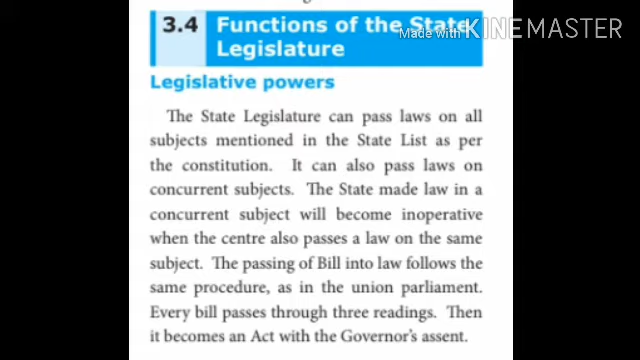 3.4 Functions of the State
Legislature
Made with KINEMASTER
Legislative powers
The State Legislature can pass laws on all
subjects mentioned in the State List as per
the constitution. It can also pass laws on
concurrent subjects. The State made law in a
concurrent subject will become inoperative
when the centre also passes a law on the same
subject. The passing of Bill into law follows the
same procedure, as in the union parliament.
Every bill passes through three readings. Then
it becomes an Act with the Governor's assent.